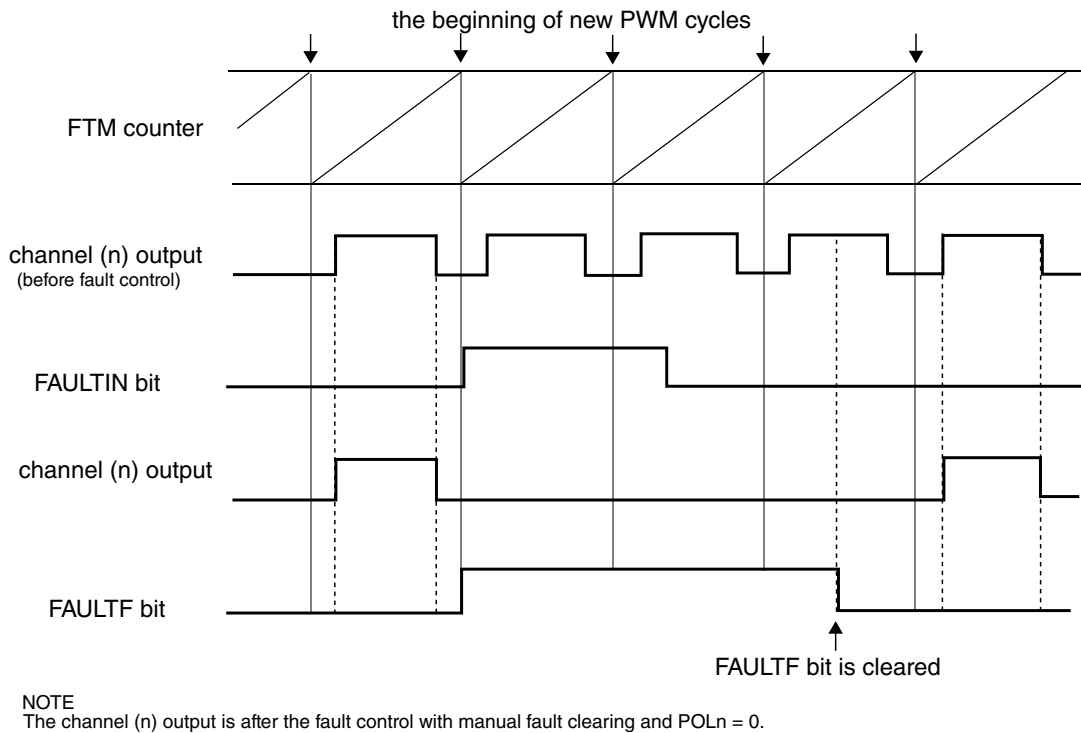 the beginning of new PWM cycles
FTM counter
channel (n) output
(before fault control)
FAULTIN bit
channel (n) output
FAULTF bit
FAULTF bit is cleared
NOTE
The channel (n) output is after the fault control with manual fault clearing and POLn = 0.